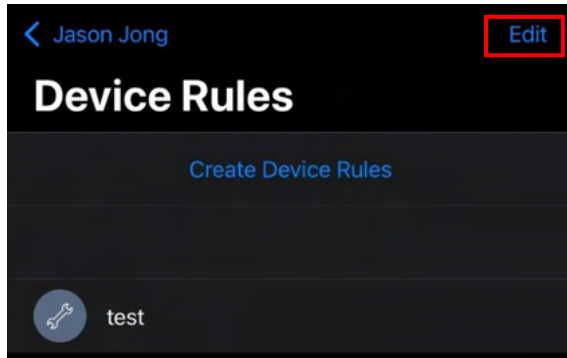 Jason Jong
Edit
Device Rules
Create Device Rules
test